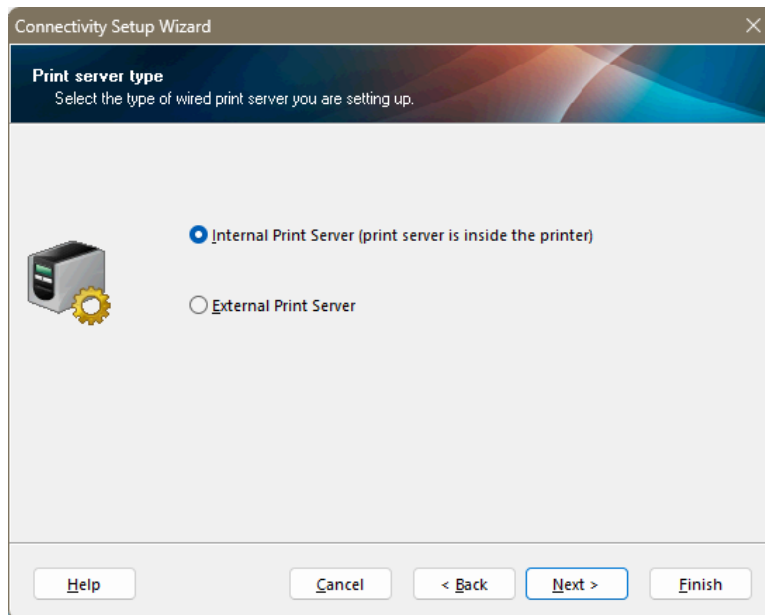 Connectivity Setup Wizard
Print server type
Select the type of wired print server you are setting up.
Internal Print Server (print server is inside the printer)
External Print Server
Help
Cancel
< Back
Next >
Finish